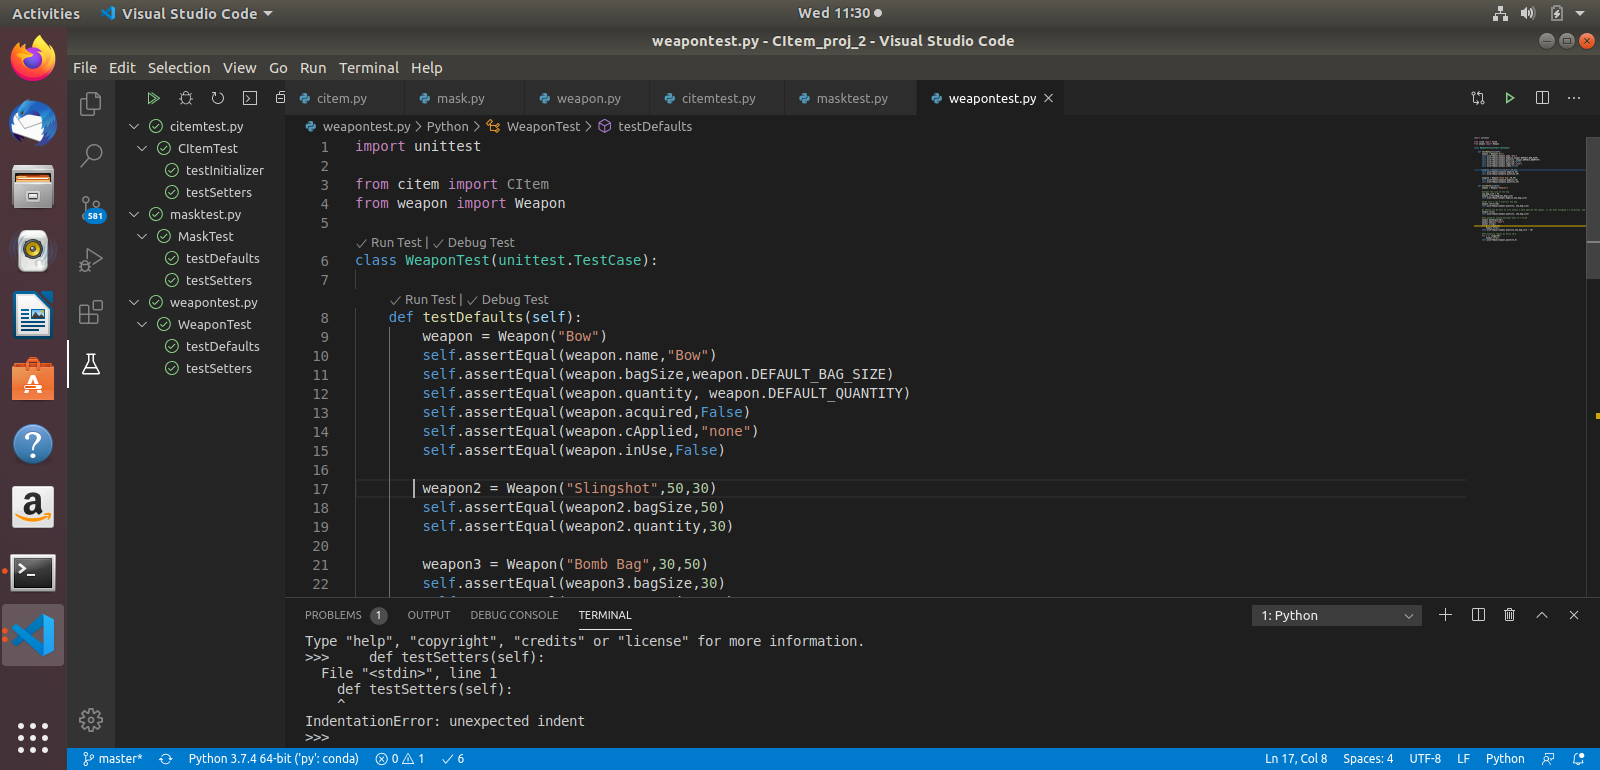 Activities Visual Studio Code Wed 11:30
weapontest.py - CItem_proj_2 - Visual Studio Code
File Edit Selection View Go Run Terminal Help
citem.py mask.py weapon.py citemtest.py masktest.py weapontest.py
weapontest.py > Python > WeaponTest > testDefaults
citemtest.py
CItemTest
testInitializer
testSetters
masktest.py
MaskTest
testDefaults
testSetters
weapontest.py
WeaponTest
testDefaults
testSetters
581
1 import unittest
2
3 from citem import CItem
4 from weapon import Weapon
5
Run Test | Debug Test
6 class WeaponTest(unittest.TestCase):
7
Run Test | Debug Test
8 def testDefaults(self):
9 weapon = Weapon("Bow")
10 self.assertEqual(weapon.name,"Bow")
11 self.assertEqual(weapon.bagSize,weapon.DEFAULT_BAG_SIZE)
12 self.assertEqual(weapon.quantity, weapon.DEFAULT_QUANTITY)
13 self.assertEqual(weapon.acquired,False)
14 self.assertEqual(weapon.cApplied,"none")
15 self.assertEqual(weapon.inUse,False)
16
17 weapon2 = Weapon("Slingshot",50,30)
18 self.assertEqual(weapon2.bagSize,50)
19 self.assertEqual(weapon2.quantity,30)
20
21 weapon3 = Weapon("Bomb Bag",30,50)
22 self.assertEqual(weapon3.bagSize,30)
PROBLEMS 1 OUTPUT DEBUG CONSOLE TERMINAL 1: Python
Type "help", "copyright", "credits" or "license" for more information.
>>> def testSetters(self):
File "<stdin>", line 1
def testSetters(self):
^
IndentationError: unexpected indent
>>>
master* Python 3.7.4 64-bit ('py': conda) 0 1 6 Ln 17, Col 8 Spaces: 4 UTF-8 LF Python